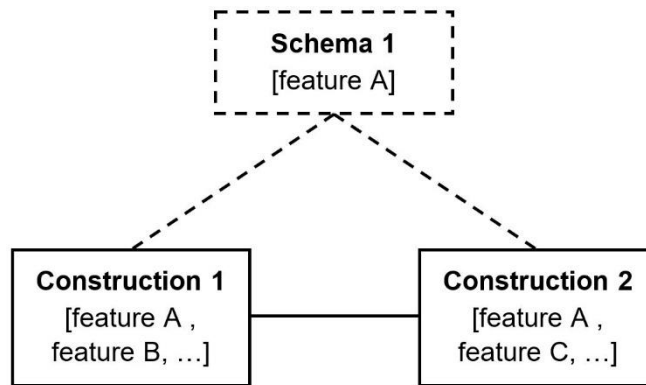 Schema 1
[feature A]
Construction 1
[feature A ,
feature B, …]
Construction 2
[feature A ,
feature C, …]